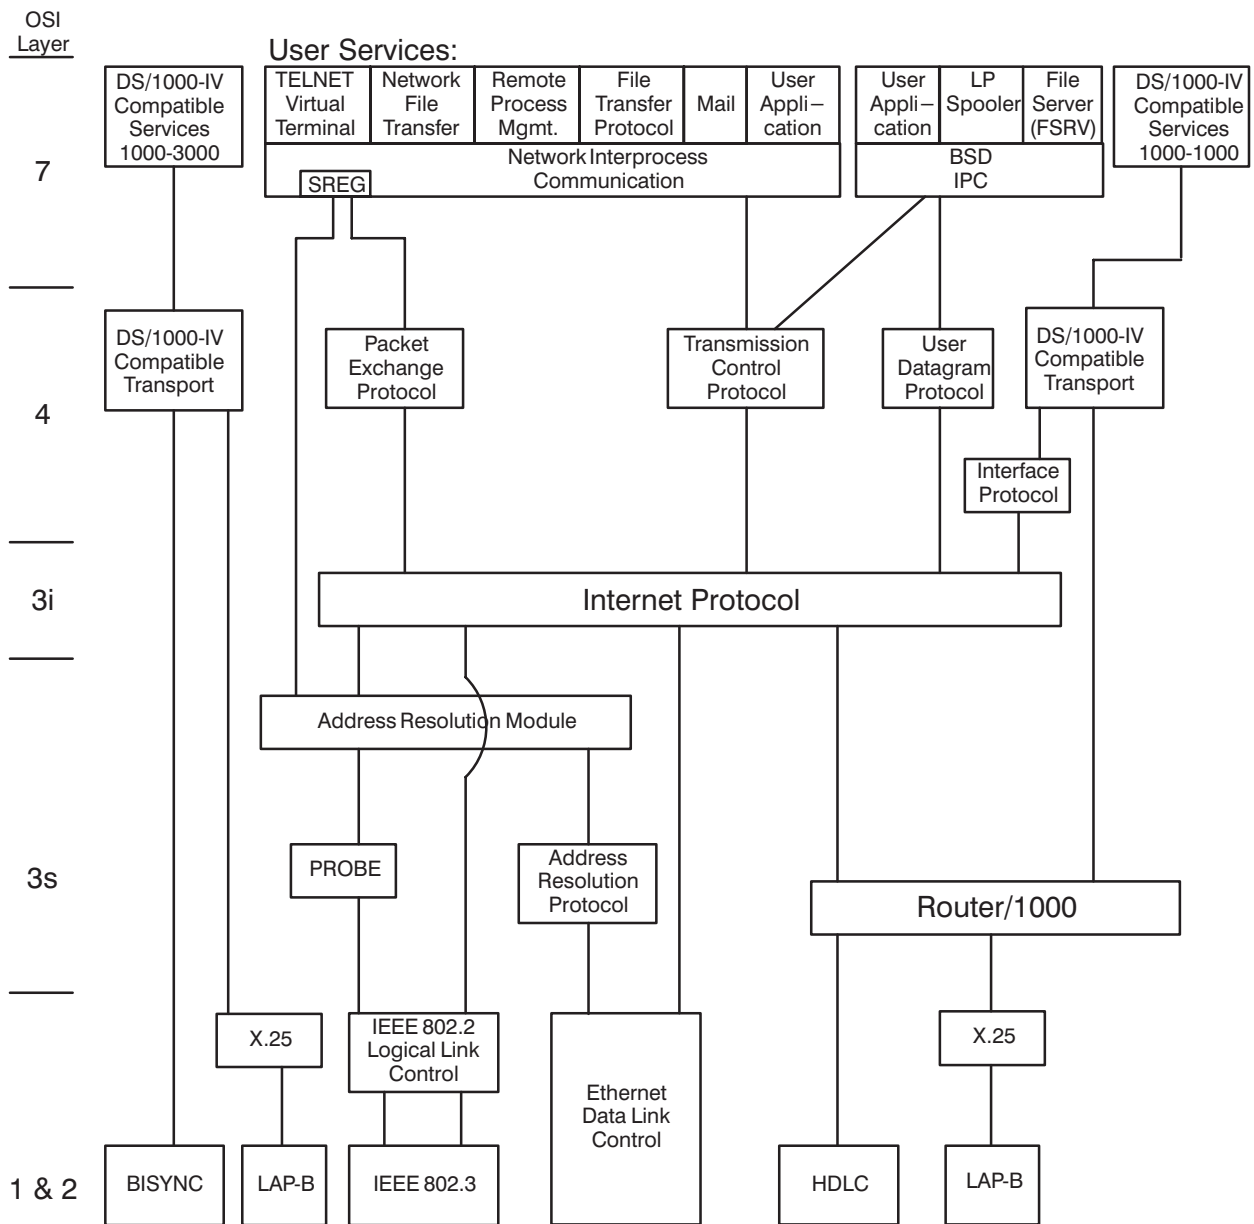 OSI
Layer
User Services:
DS/1000-IV
Compatible
Services
1000-3000
TELNET
Virtual
Terminal
Network
File
Transfer
Remote
Process
Mgmt.
File
Transfer
Protocol
Mail
User
Appli–
cation
User
Appli–
cation
LP
Spooler
File
Server
(FSRV)
DS/1000-IV
Compatible
Services
1000-1000
7
Network Interprocess
Communication
SREG
BSD
IPC
DS/1000-IV
Compatible
Transport
Packet
Exchange
Protocol
Transmission
Control
Protocol
User
Datagram
Protocol
DS/1000-IV
Compatible
Transport
4
Interface
Protocol
3i
Internet Protocol
Address Resolution Module
3s
PROBE
Address
Resolution
Protocol
Router/1000
X.25
IEEE 802.2
Logical Link
Control
Ethernet
Data Link
Control
X.25
1 & 2
BISYNC
LAP-B
IEEE 802.3
HDLC
LAP-B